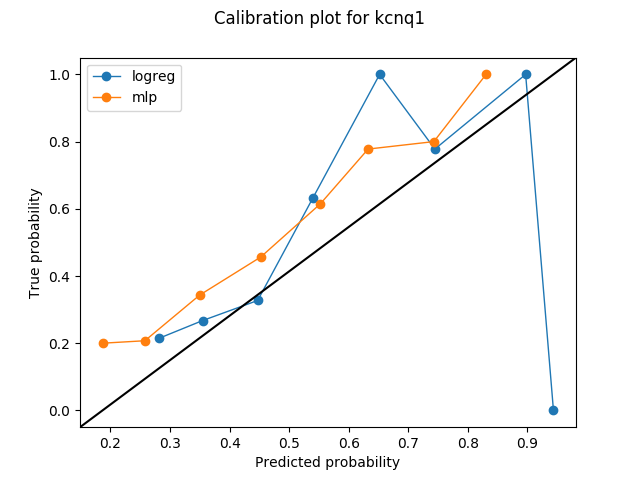 Calibration plot for kcnq1
logreg
mlp
True probability
1.0
0.8
0.6
0.4
0.2
0.0
0.2 0.3 0.4 0.5 0.6 0.7 0.8 0.9
Predicted probability